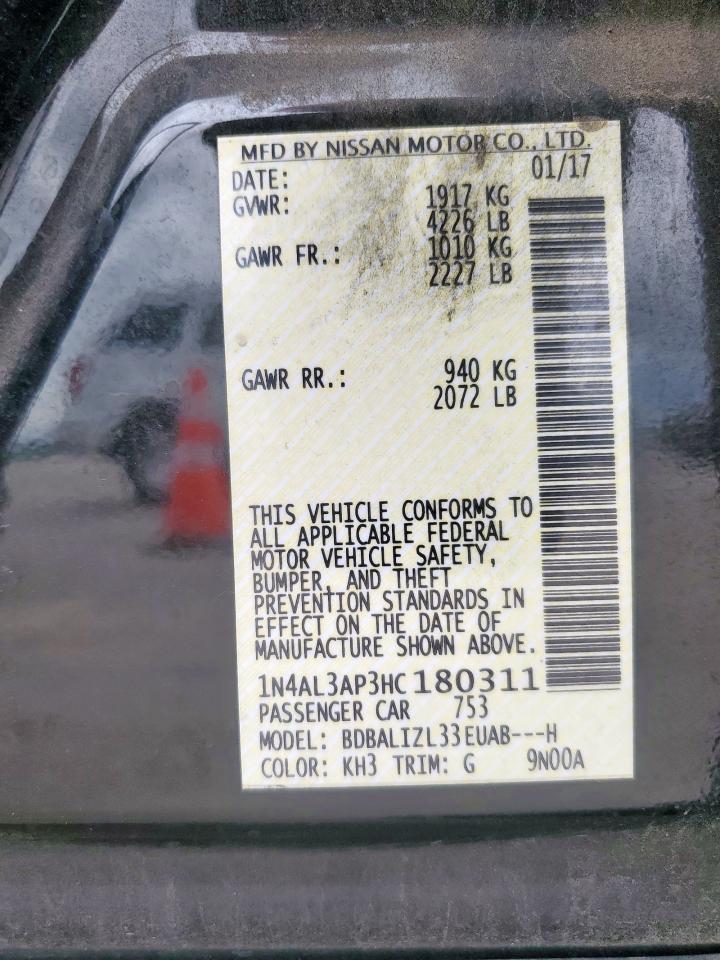 MFD BY NISSAN MOTOR CO., LTD.
DATE: 01/17
GVWR: 1917 KG
4226 LB
GAWR FR.: 1010 KG
2227 LB
GAWR RR.: 940 KG
2072 LB
THIS VEHICLE CONFORMS TO
ALL APPLICABLE FEDERAL
MOTOR VEHICLE SAFETY,
BUMPER, AND THEFT
PREVENTION STANDARDS IN
EFFECT ON THE DATE OF
MANUFACTURE SHOWN ABOVE.
1N4AL3AP3HC180311
PASSENGER CAR 753
MODEL: BDBALIZL33EUAB---H
COLOR: KH3 TRIM: G 9N00A